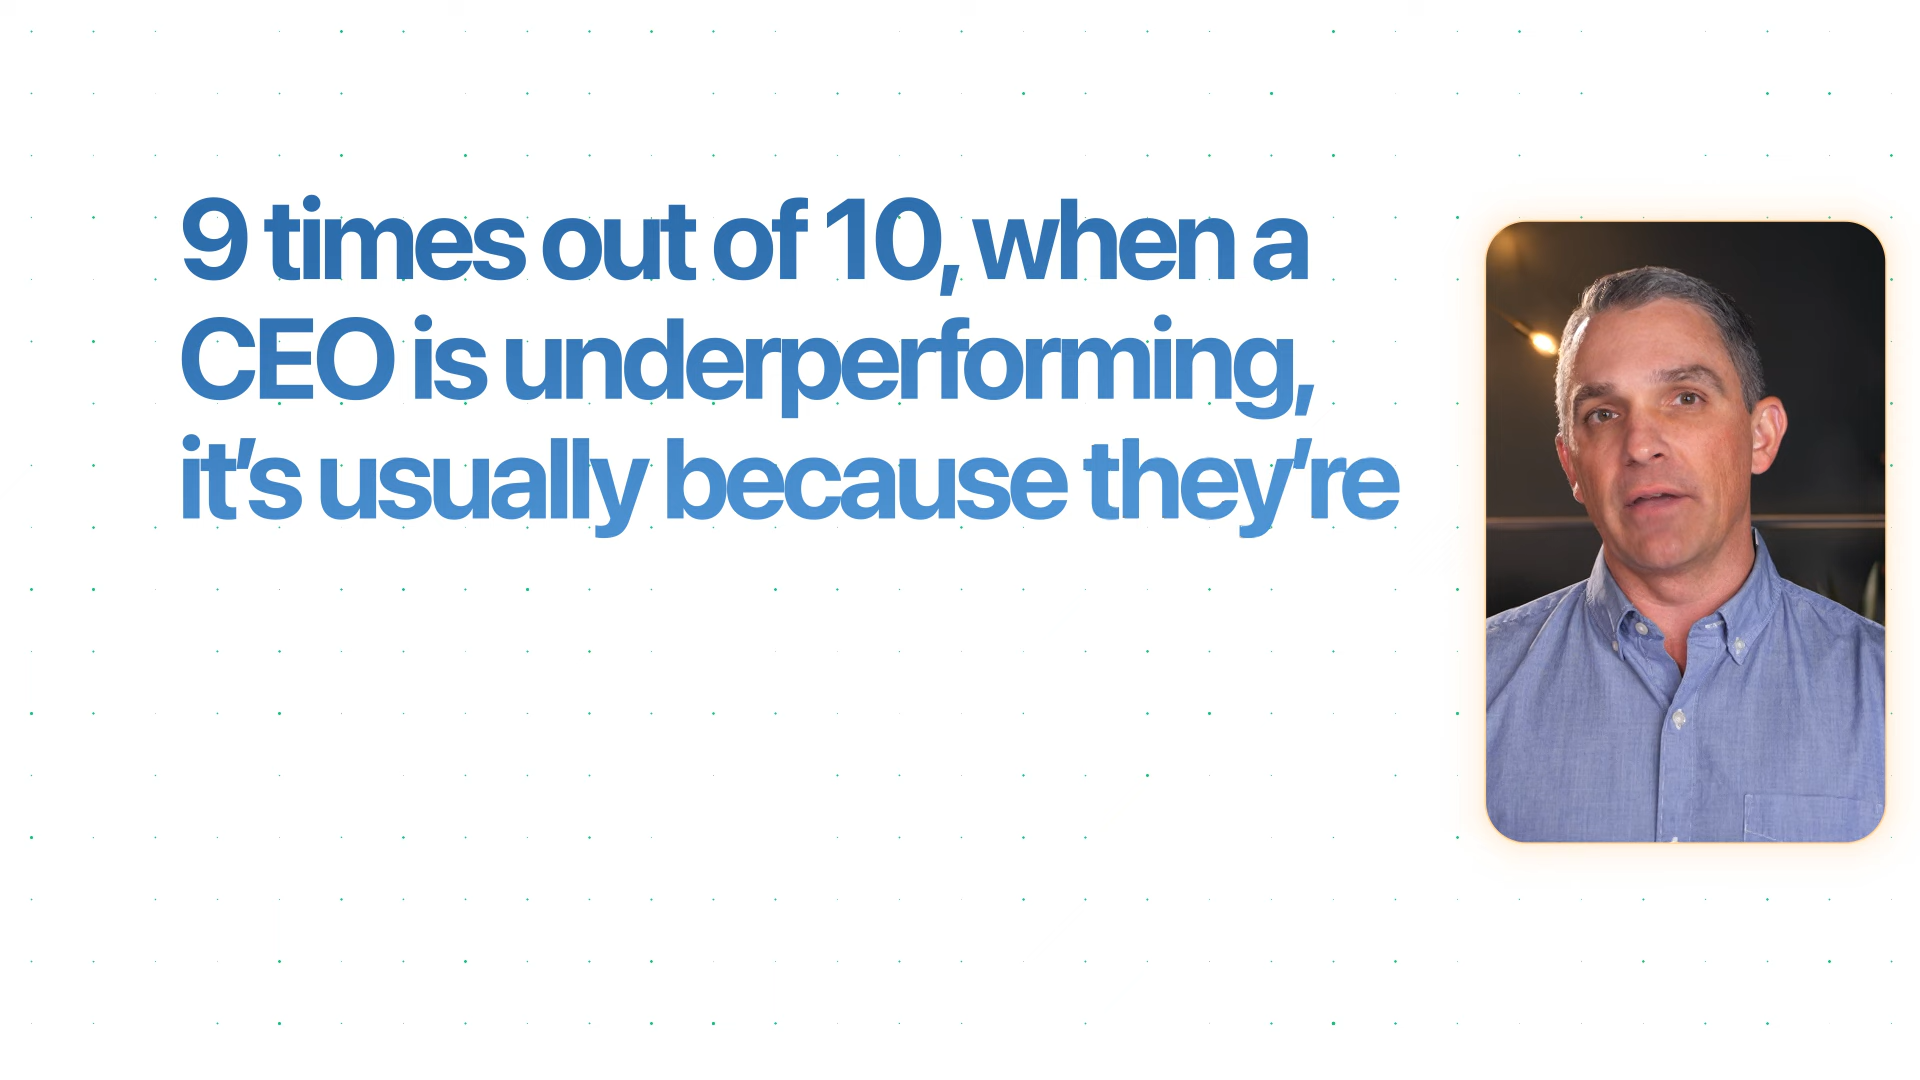 9 times out of 10, when a
CEO is underperforming,
it’s usually because they’re